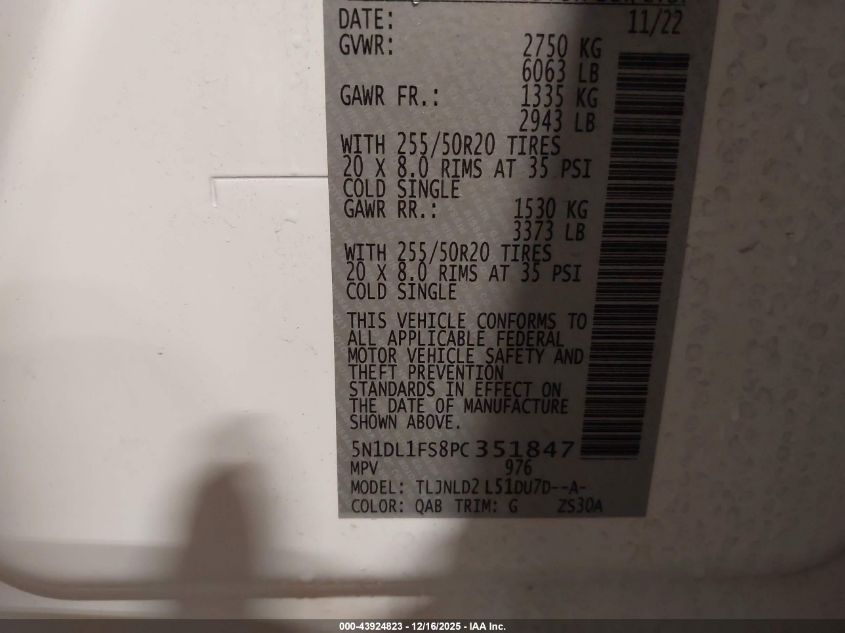 DATE: 11/22
GVWR: 2750 KG
6063 LB
GAWR FR.: 1335 KG
2943 LB
WITH 255/50R20 TIRES
20 X 8.0 RIMS AT 35 PSI
COLD SINGLE
GAWR RR.: 1530 KG
3373 LB
WITH 255/50R20 TIRES
20 X 8.0 RIMS AT 35 PSI
COLD SINGLE
THIS VEHICLE CONFORMS TO
ALL APPLICABLE FEDERAL
MOTOR VEHICLE SAFETY AND
THEFT PREVENTION
STANDARDS IN EFFECT ON
THE DATE OF MANUFACTURE
SHOWN ABOVE.
5N1DL1FS8PC351847
MPV 976
MODEL: TLJNLD2 L51DU7D--A-
COLOR: QAB TRIM: G ZS30A
000-43924823 - 12/16/2025 - IAA Inc.